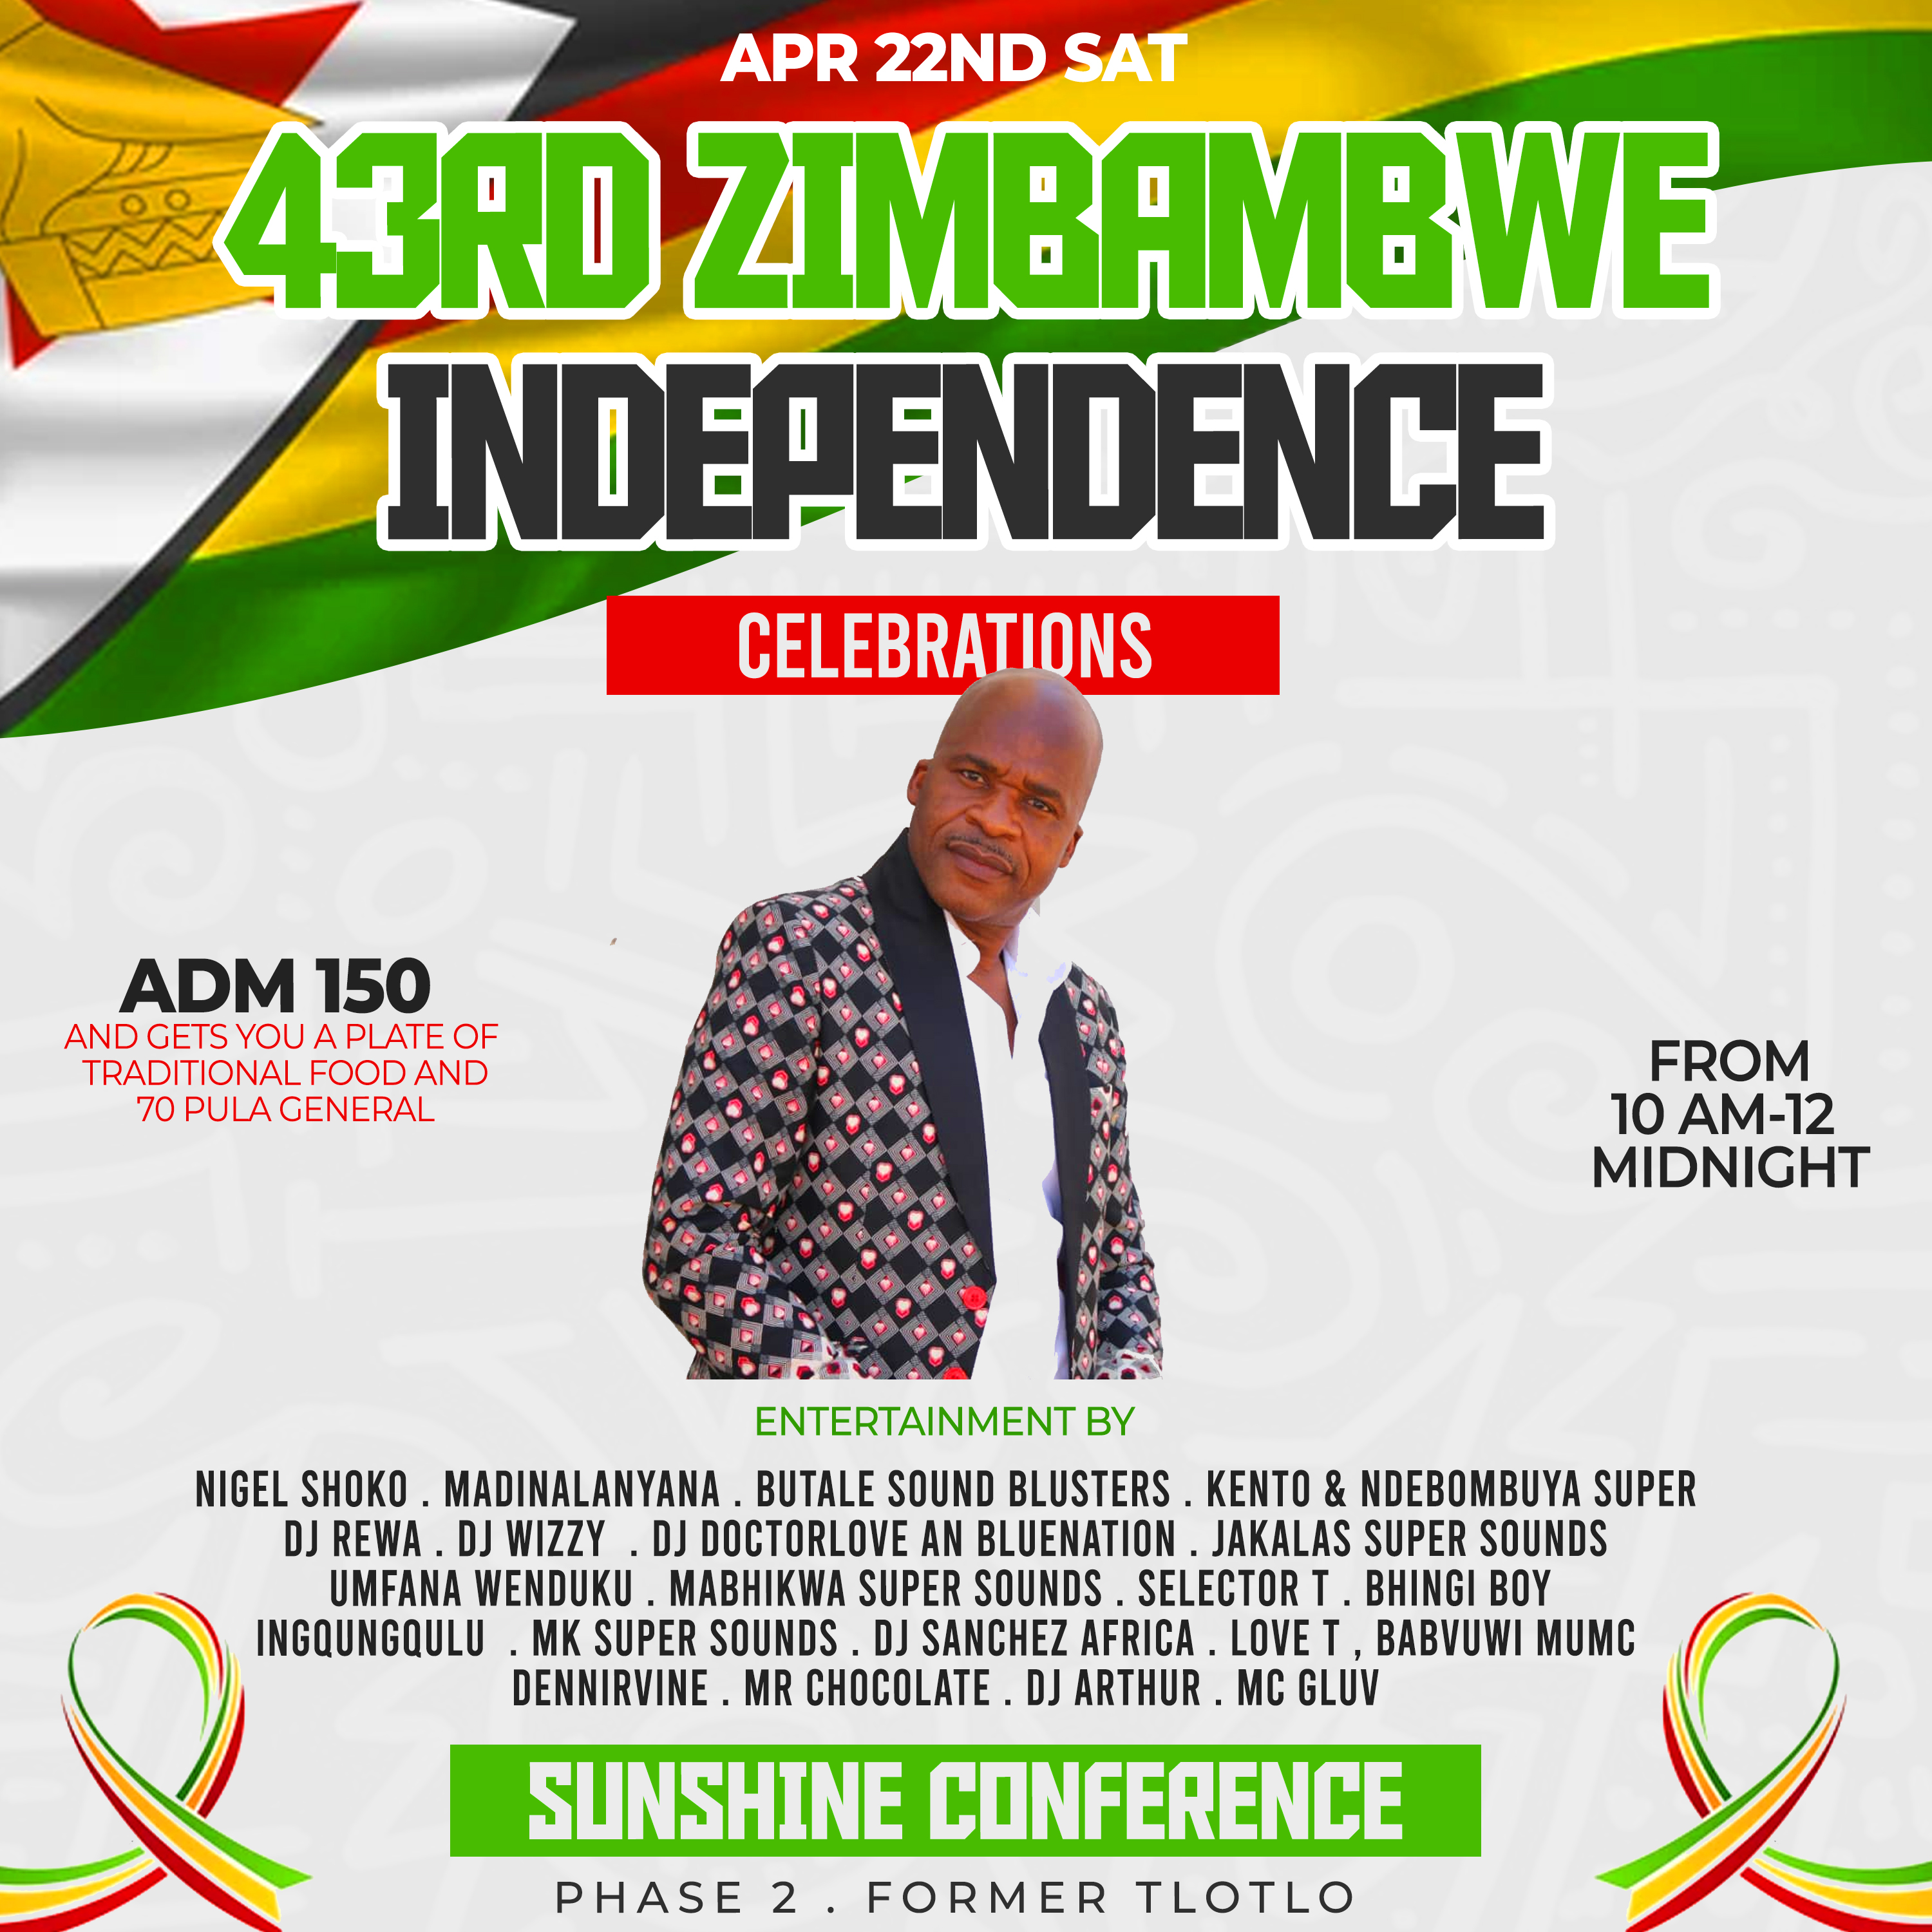 APR 22ND SAT
43RD ZIMBAMBWE
INDEPENDENCE
CELEBRATIONS
ADM 150
AND GETS YOU A PLATE OF
TRADITIONAL FOOD AND
70 PULA GENERAL
FROM
10 AM-12
MIDNIGHT
ENTERTAINMENT BY
NIGEL SHOKO . MADINALANYANA . BUTALE SOUND BLUSTERS . KENTO & NDEBOMBUYA SUPER
DJ REWA . DJ WIZZY . DJ DOCTORLOVE AN BLUENATION . JAKALAS SUPER SOUNDS
UMFANA WENDUKU . MABHIKWA SUPER SOUNDS . SELECTOR T . BHINGI BOY
INGQUNGQULU . MK SUPER SOUNDS . DJ SANCHEZ AFRICA . LOVE T , BABVUWI MUMC
DENNIRVINE . MR CHOCOLATE . DJ ARTHUR . MC GLUV
SUNSHINE CONFERENCE
PHASE 2 . FORMER TLOTLO